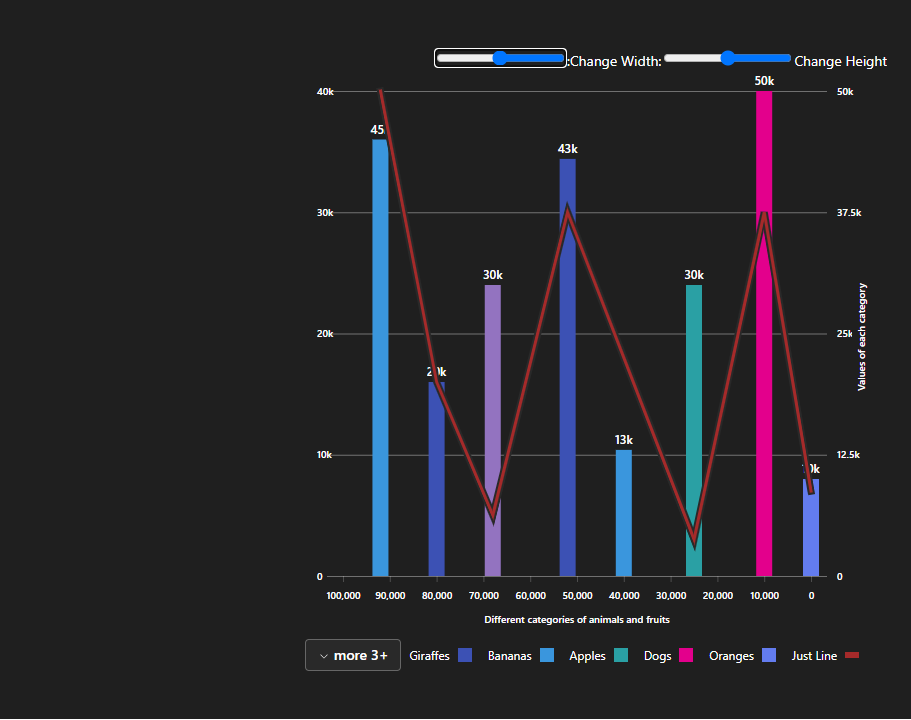 :Change Width: Change Height
50k
40k 50k
45
43k
30k 37.5k
30k 30k
Values of each category
20k 25k
13k
10k 12.5k
0 0
100,000 90,000 80,000 70,000 60,000 50,000 40,000 30,000 20,000 10,000 0
Different categories of animals and fruits
more 3+ Giraffes Bananas Apples Dogs Oranges Just Line